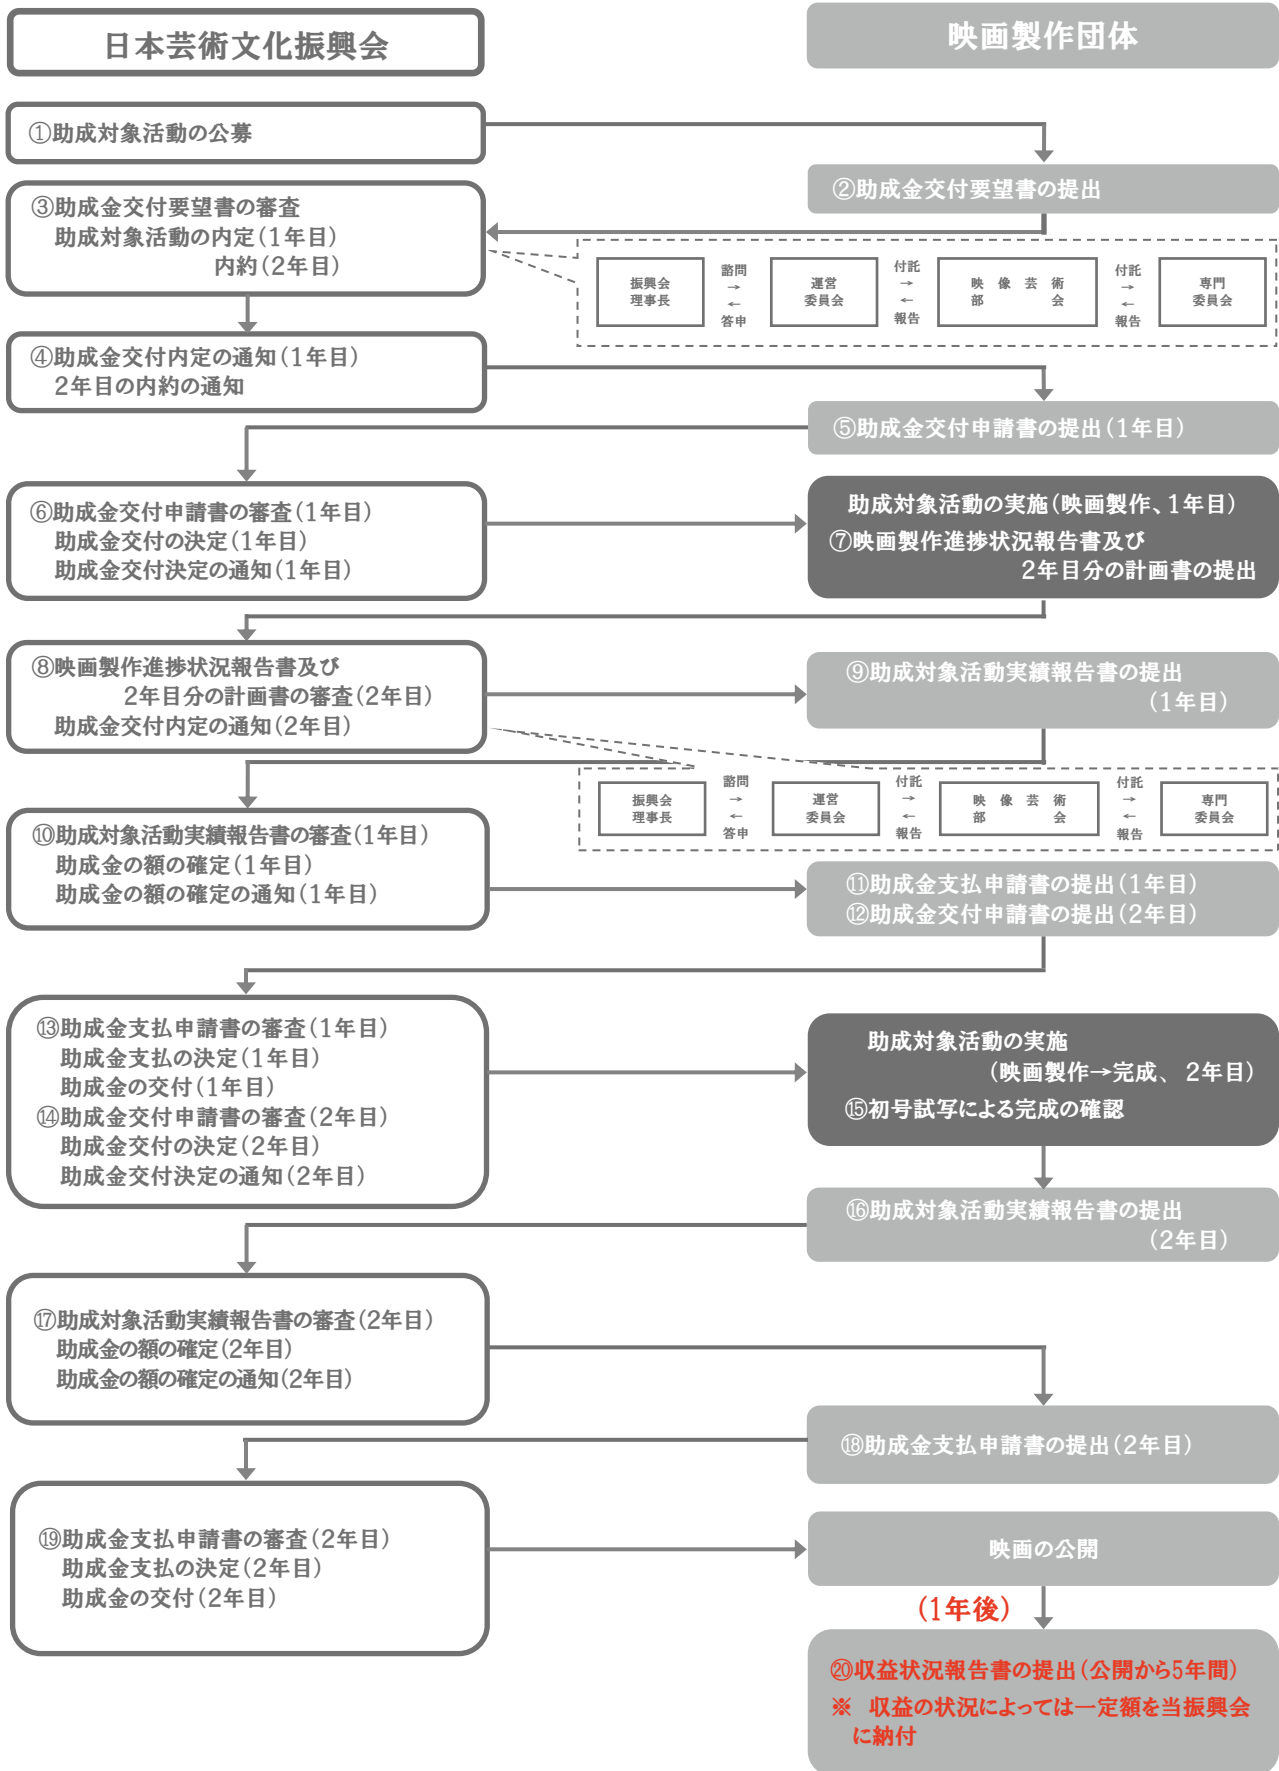 日本芸術文化振興会
映画製作団体
①助成対象活動の公募
②助成金交付要望書の提出
③助成金交付要望書の審査
助成対象活動の内定(1年目)
内約(2年目)
振興会
理事長
諮問
→
←
答申
運営
委員会
付託
→
←
報告
映像芸術
部会
付託
→
←
報告
専門
委員会
④助成金交付内定の通知(1年目)
2年目の内約の通知
⑤助成金交付申請書の提出(1年目)
⑥助成金交付申請書の審査(1年目)
助成金交付の決定(1年目)
助成金交付決定の通知(1年目)
助成対象活動の実施(映画製作、1年目)
⑦映画製作進捗状況報告書及び
2年目分の計画書の提出
⑧映画製作進捗状況報告書及び
2年目分の計画書の審査(2年目)
助成金交付内定の通知(2年目)
⑨助成対象活動実績報告書の提出
(1年目)
振興会
理事長
諮問
→
←
答申
運営
委員会
付託
→
←
報告
映像芸術
部会
付託
→
←
報告
専門
委員会
⑩助成対象活動実績報告書の審査(1年目)
助成金の額の確定(1年目)
助成金の額の確定の通知(1年目)
⑪助成金支払申請書の提出(1年目)
⑫助成金交付申請書の提出(2年目)
⑬助成金支払申請書の審査(1年目)
助成金支払の決定(1年目)
助成金の交付(1年目)
⑭助成金交付申請書の審査(2年目)
助成金交付の決定(2年目)
助成金交付決定の通知(2年目)
助成対象活動の実施
(映画製作→完成、2年目)
⑮初号試写による完成の確認
⑯助成対象活動実績報告書の提出
(2年目)
⑰助成対象活動実績報告書の審査(2年目)
助成金の額の確定(2年目)
助成金の額の確定の通知(2年目)
⑱助成金支払申請書の提出(2年目)
⑲助成金支払申請書の審査(2年目)
助成金支払の決定(2年目)
助成金の交付(2年目)
映画の公開
(1年後)
⑳収益状況報告書の提出(公開から5年間)
※ 収益の状況によっては一定額を当振興会
に納付